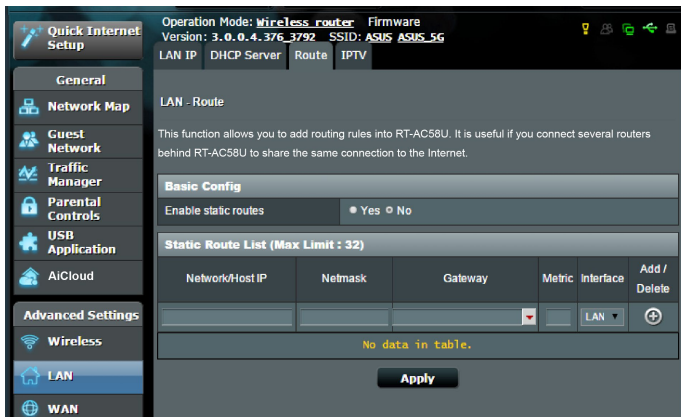 Quick Internet
Setup
Operation Mode: Wireless router Firmware
Version: 3.0.0.4.376_3792 SSID: ASUS ASUS_5G
LAN IP DHCP Server Route IPTV
General
Network Map
Guest
Network
Traffic
Manager
Parental
Controls
USB
Application
AiCloud
Advanced Settings
Wireless
LAN
WAN
LAN - Route
This function allows you to add routing rules into RT-AC58U. It is useful if you connect several routers
behind RT-AC58U to share the same connection to the Internet.
Basic Config
Enable static routes Yes No
Static Route List (Max Limit : 32)
Network/Host IP Netmask Gateway Metric Interface Add /
Delete
LAN
No data in table.
Apply